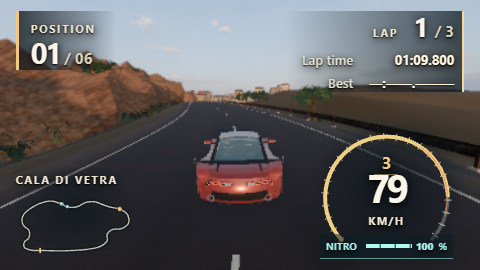 POSITION
01 / 06
LAP 1 / 3
Lap time 01:09.800
Best --:--.---
CALA DI VETRA
3
79
KM/H
NITRO 100 %